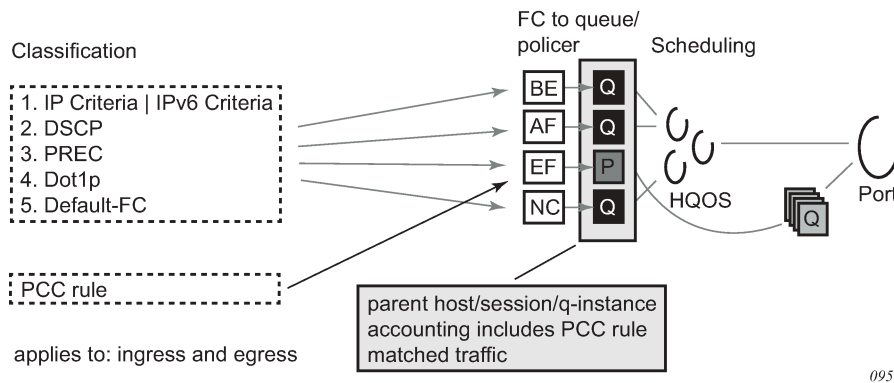 FC to queue/
policer
Classification
Scheduling
1. IP Criteria | IPv6 Criteria
2. DSCP
3. PREC
4. Dot1p
5. Default-FC
BE
Q
AF
Q
EF
P
NC
Q
HQOS
Q
Port
PCC rule
parent host/session/q-instance
accounting includes PCC rule
matched traffic
applies to: ingress and egress
095